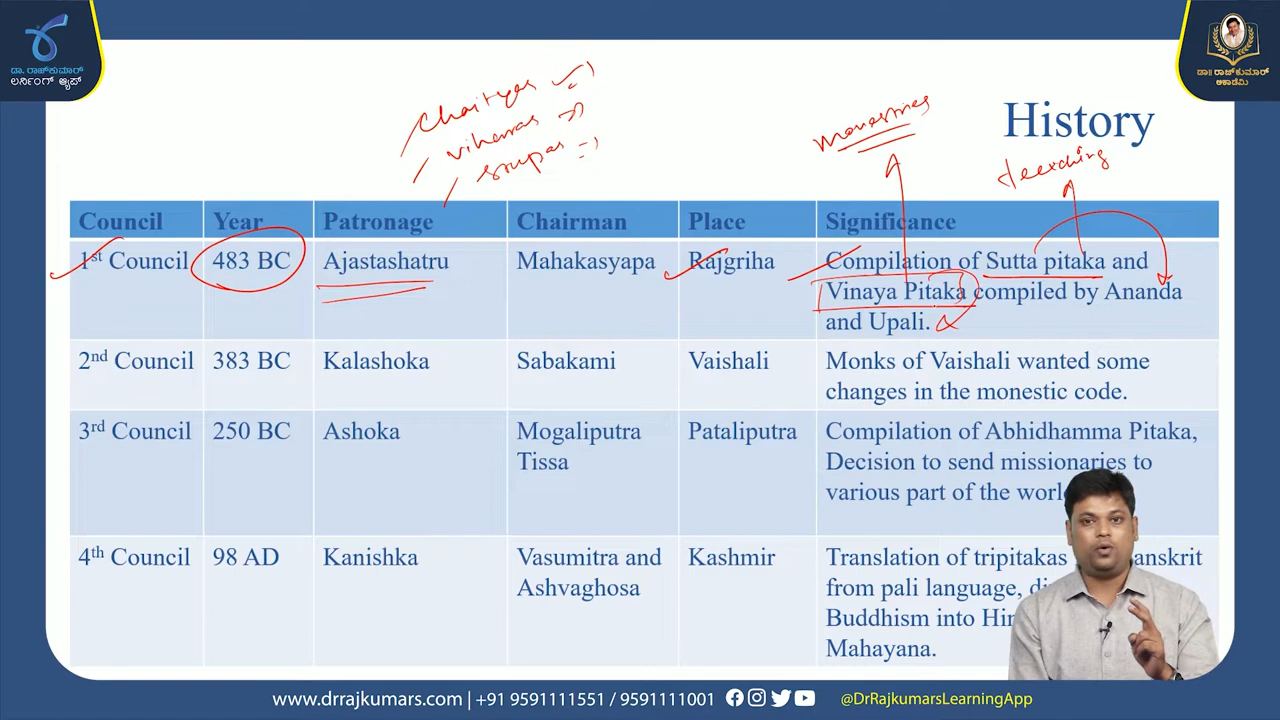 ಡಾ. ರಾಜ್‌ಕುಮಾರ್
ಲರ್ನಿಂಗ್ ಆ್ಯಪ್
ಡಾ|| ರಾಜ್‌ಕುಮಾರ್
ಅಕಾಡೆಮಿ
History
Chaityas
viharas
stupas
monastries
teaching
Council Year Patronage Chairman Place Significance
1st Council 483 BC Ajastashatru Mahakasyapa Rajgriha Compilation of Sutta pitaka and
Vinaya Pitaka compiled by Ananda
and Upali.
2nd Council 383 BC Kalashoka Sabakami Vaishali Monks of Vaishali wanted some
changes in the monestic code.
3rd Council 250 BC Ashoka Mogaliputra Pataliputra Compilation of Abhidhamma Pitaka,
Tissa Decision to send missionaries to
various part of the world
4th Council 98 AD Kanishka Vasumitra and Kashmir Translation of tripitakas
Ashvaghosa from pali language,
Buddhism into
Mahayana.
www.drrajkumars.com | +91 9591111551 / 9591111001 @DrRajkumarsLearningApp